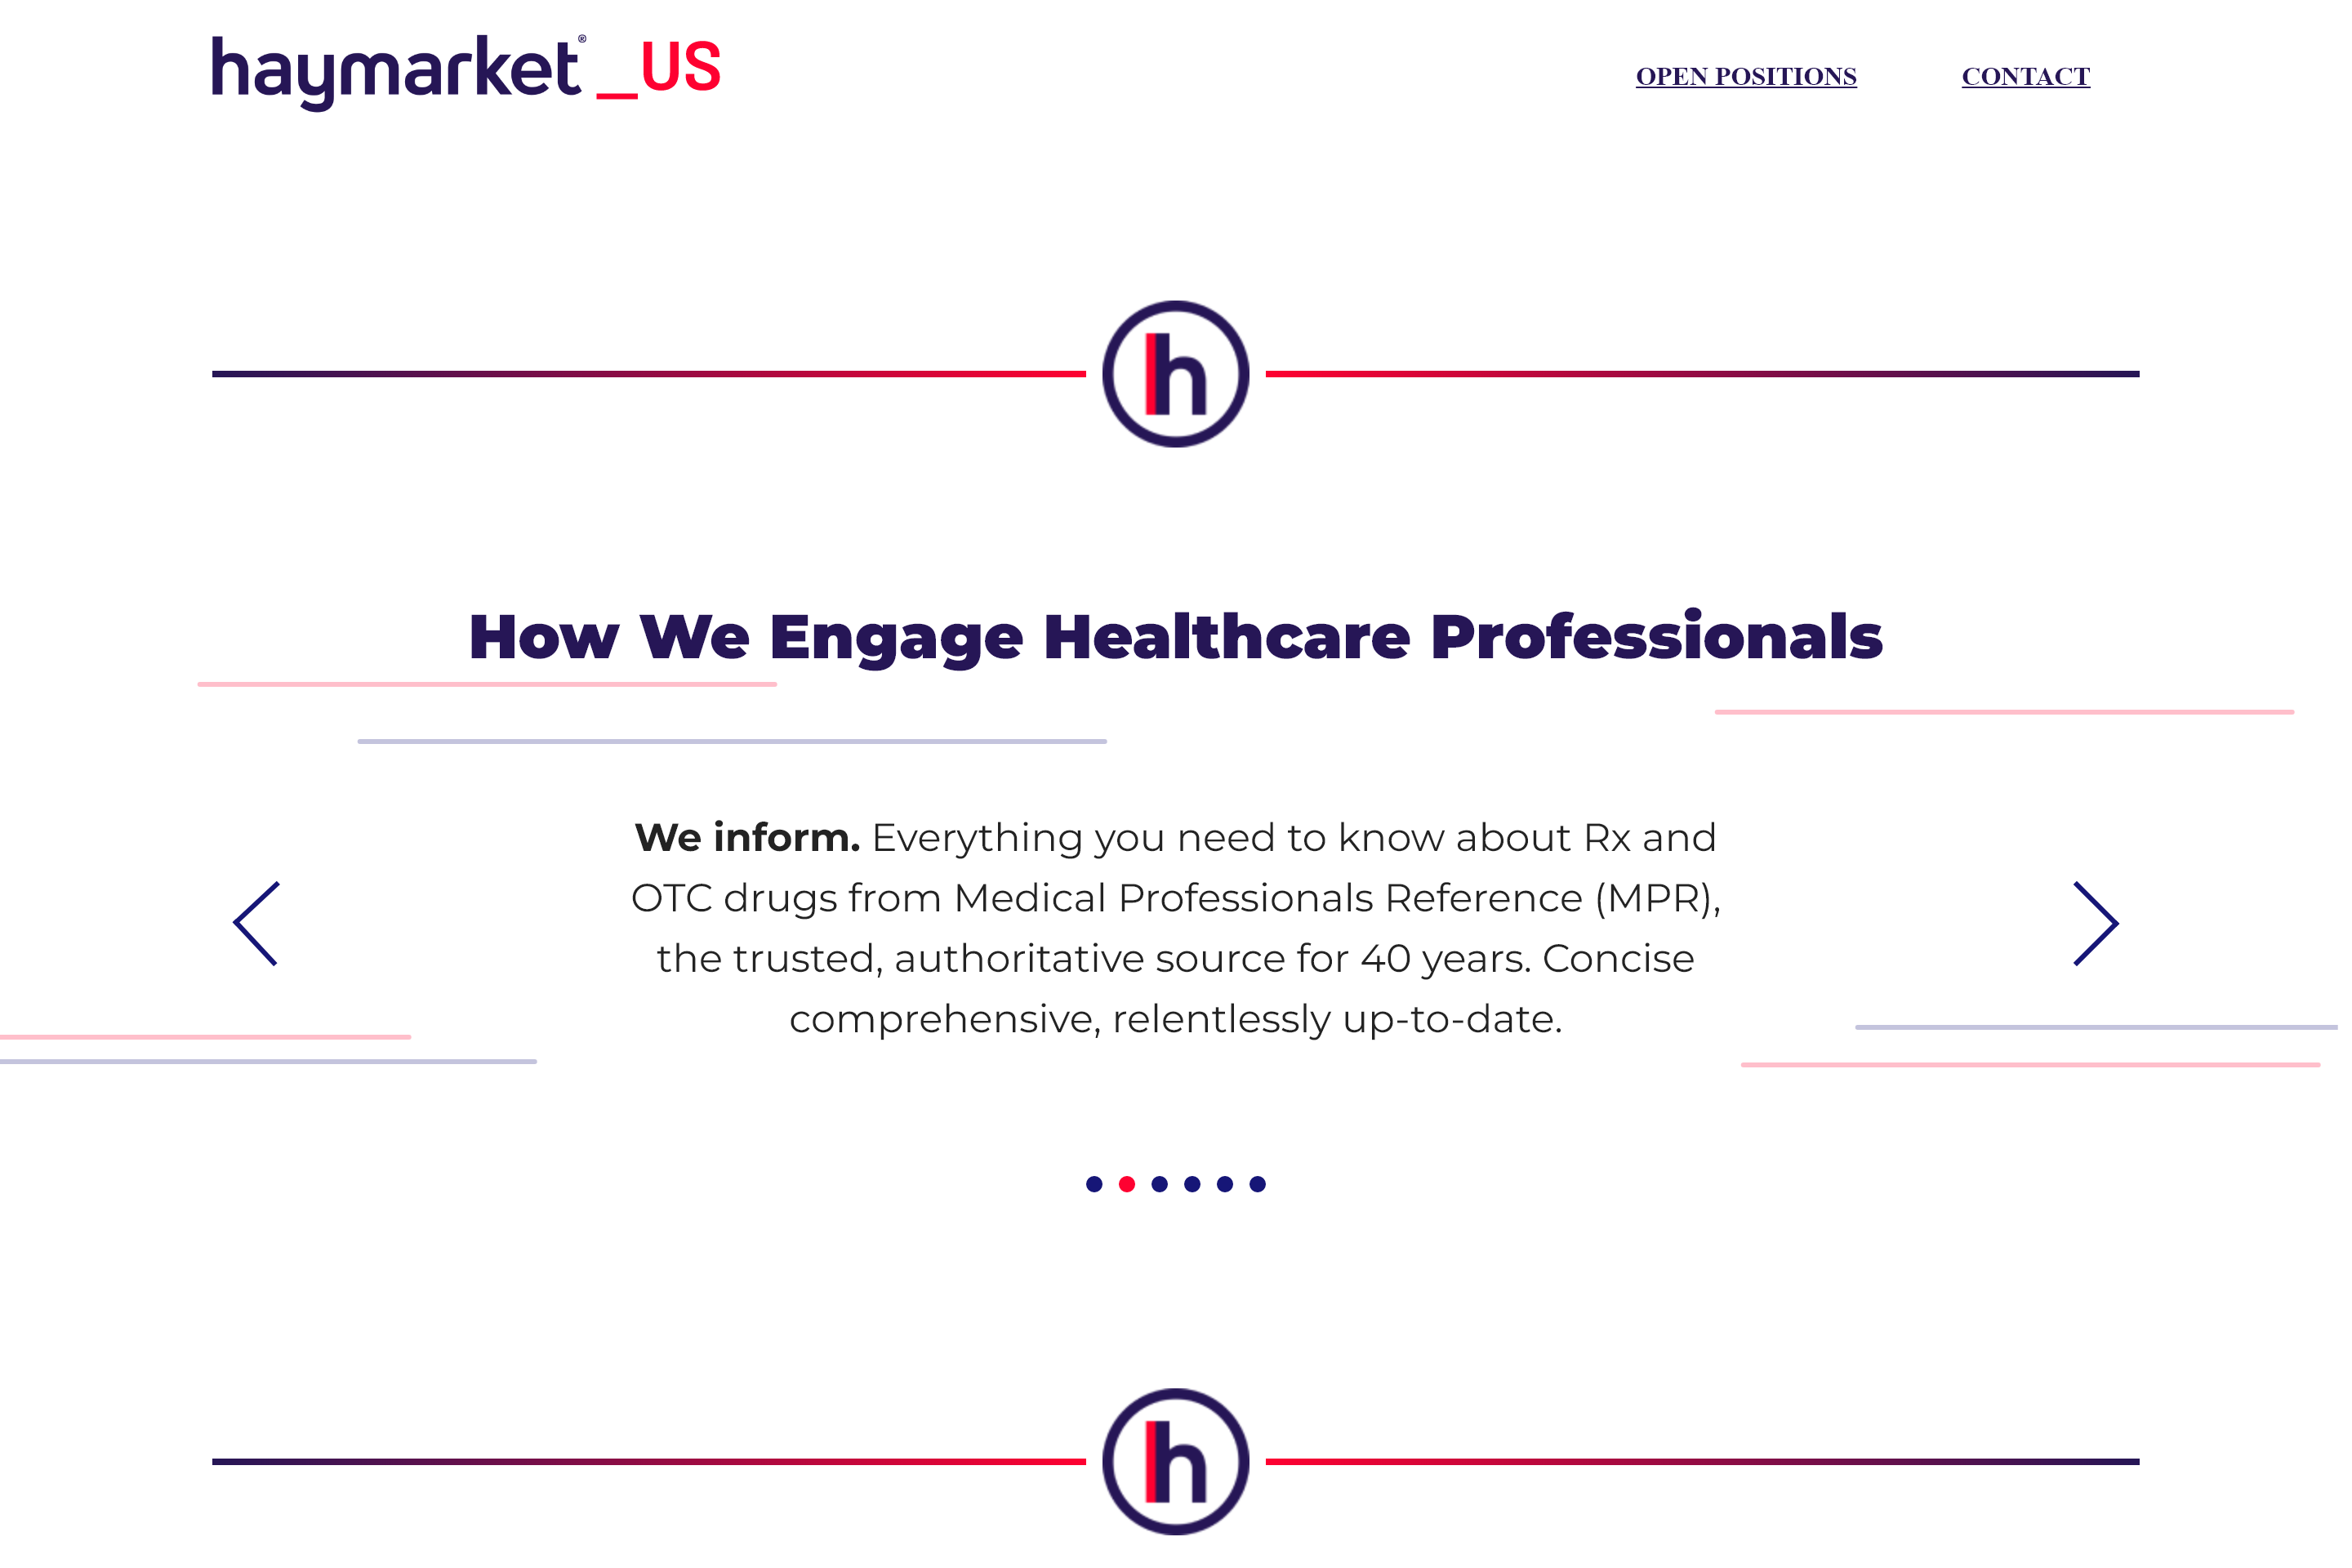 haymarket® _US
OPEN POSITIONS
CONTACT
h
How We Engage Healthcare Professionals
We inform. Everything you need to know about Rx and
OTC drugs from Medical Professionals Reference (MPR),
the trusted, authoritative source for 40 years. Concise
comprehensive, relentlessly up-to-date.
h